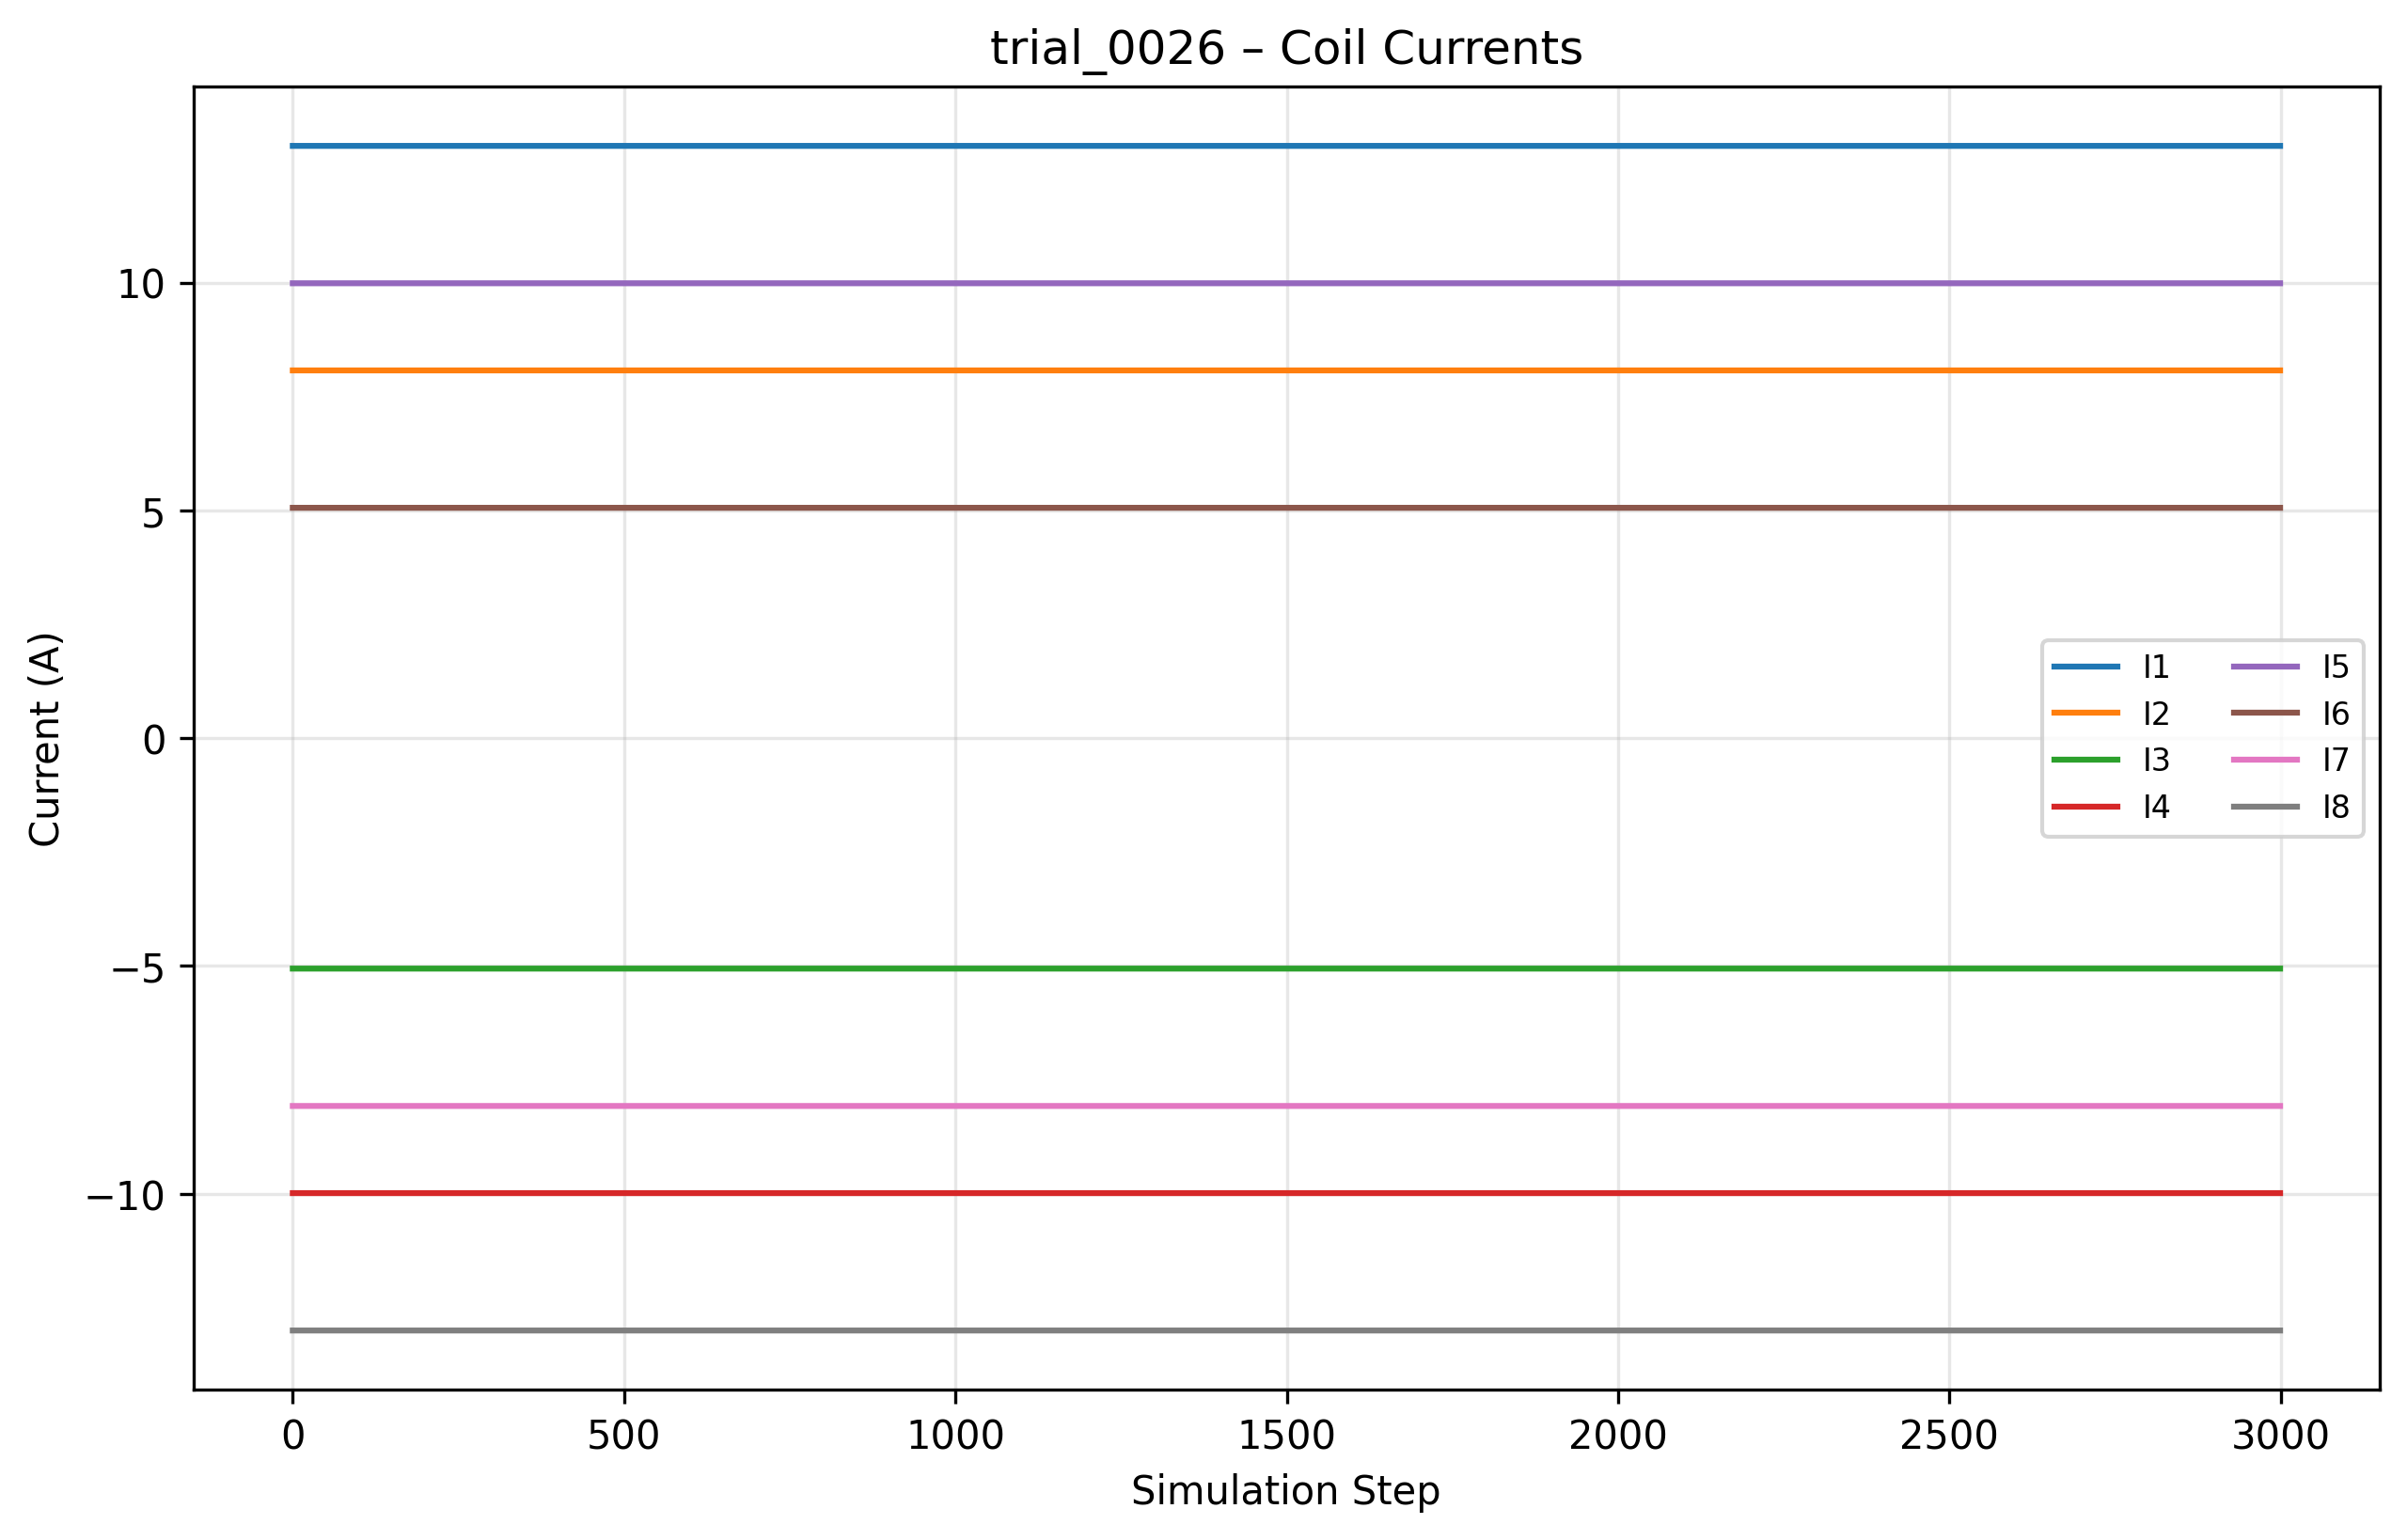 trial_0026 – Coil Currents
Current (A)
10
5
0
−5
−10
I1 I5
I2 I6
I3 I7
I4 I8
0 500 1000 1500 2000 2500 3000
Simulation Step